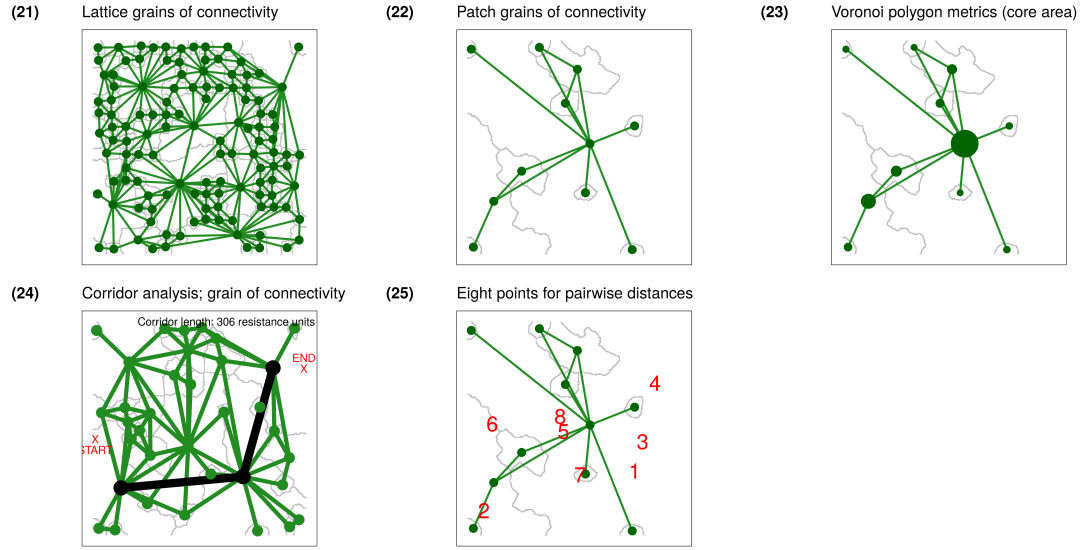 (21) Lattice grains of connectivity
(22) Patch grains of connectivity
(23) Voronoi polygon metrics (core area)
(24) Corridor analysis; grain of connectivity
Corridor length: 306 resistance units
END
X
X
START
(25) Eight points for pairwise distances
4
8
6
5
3
7
1
2